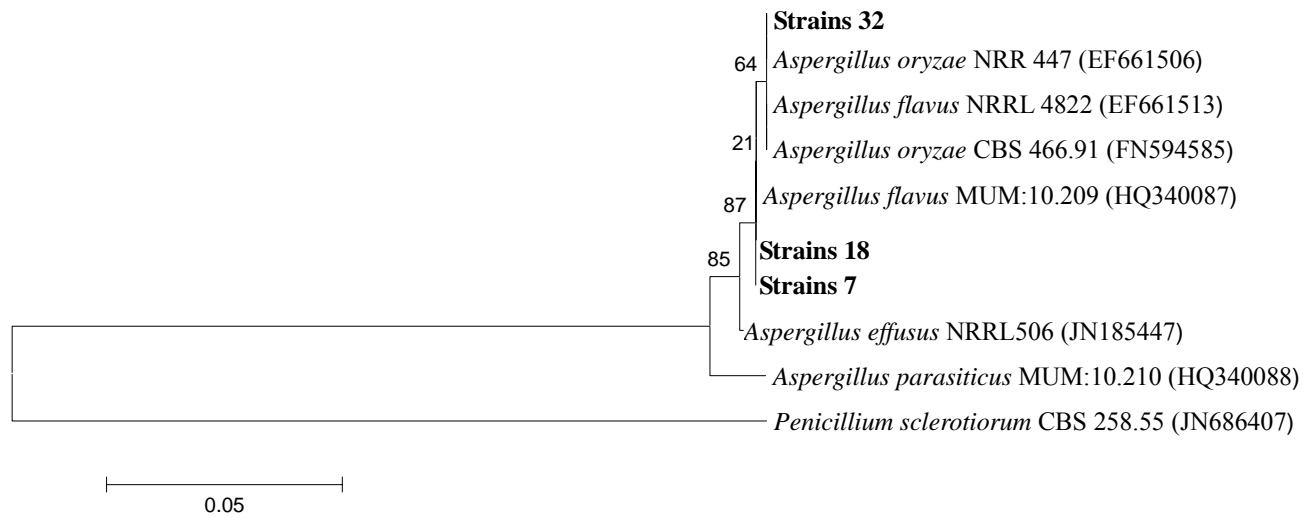 Strains 32
64
Aspergillus oryzae NRR 447 (EF661506)
Aspergillus flavus NRRL 4822 (EF661513)
21
Aspergillus oryzae CBS 466.91 (FN594585)
Aspergillus flavus MUM:10.209 (HQ340087)
87
Strains 18
85
Strains 7
Aspergillus effusus NRRL506 (JN185447)
Aspergillus parasiticus MUM:10.210 (HQ340088)
Penicillium sclerotiorum CBS 258.55 (JN686407)
0.05